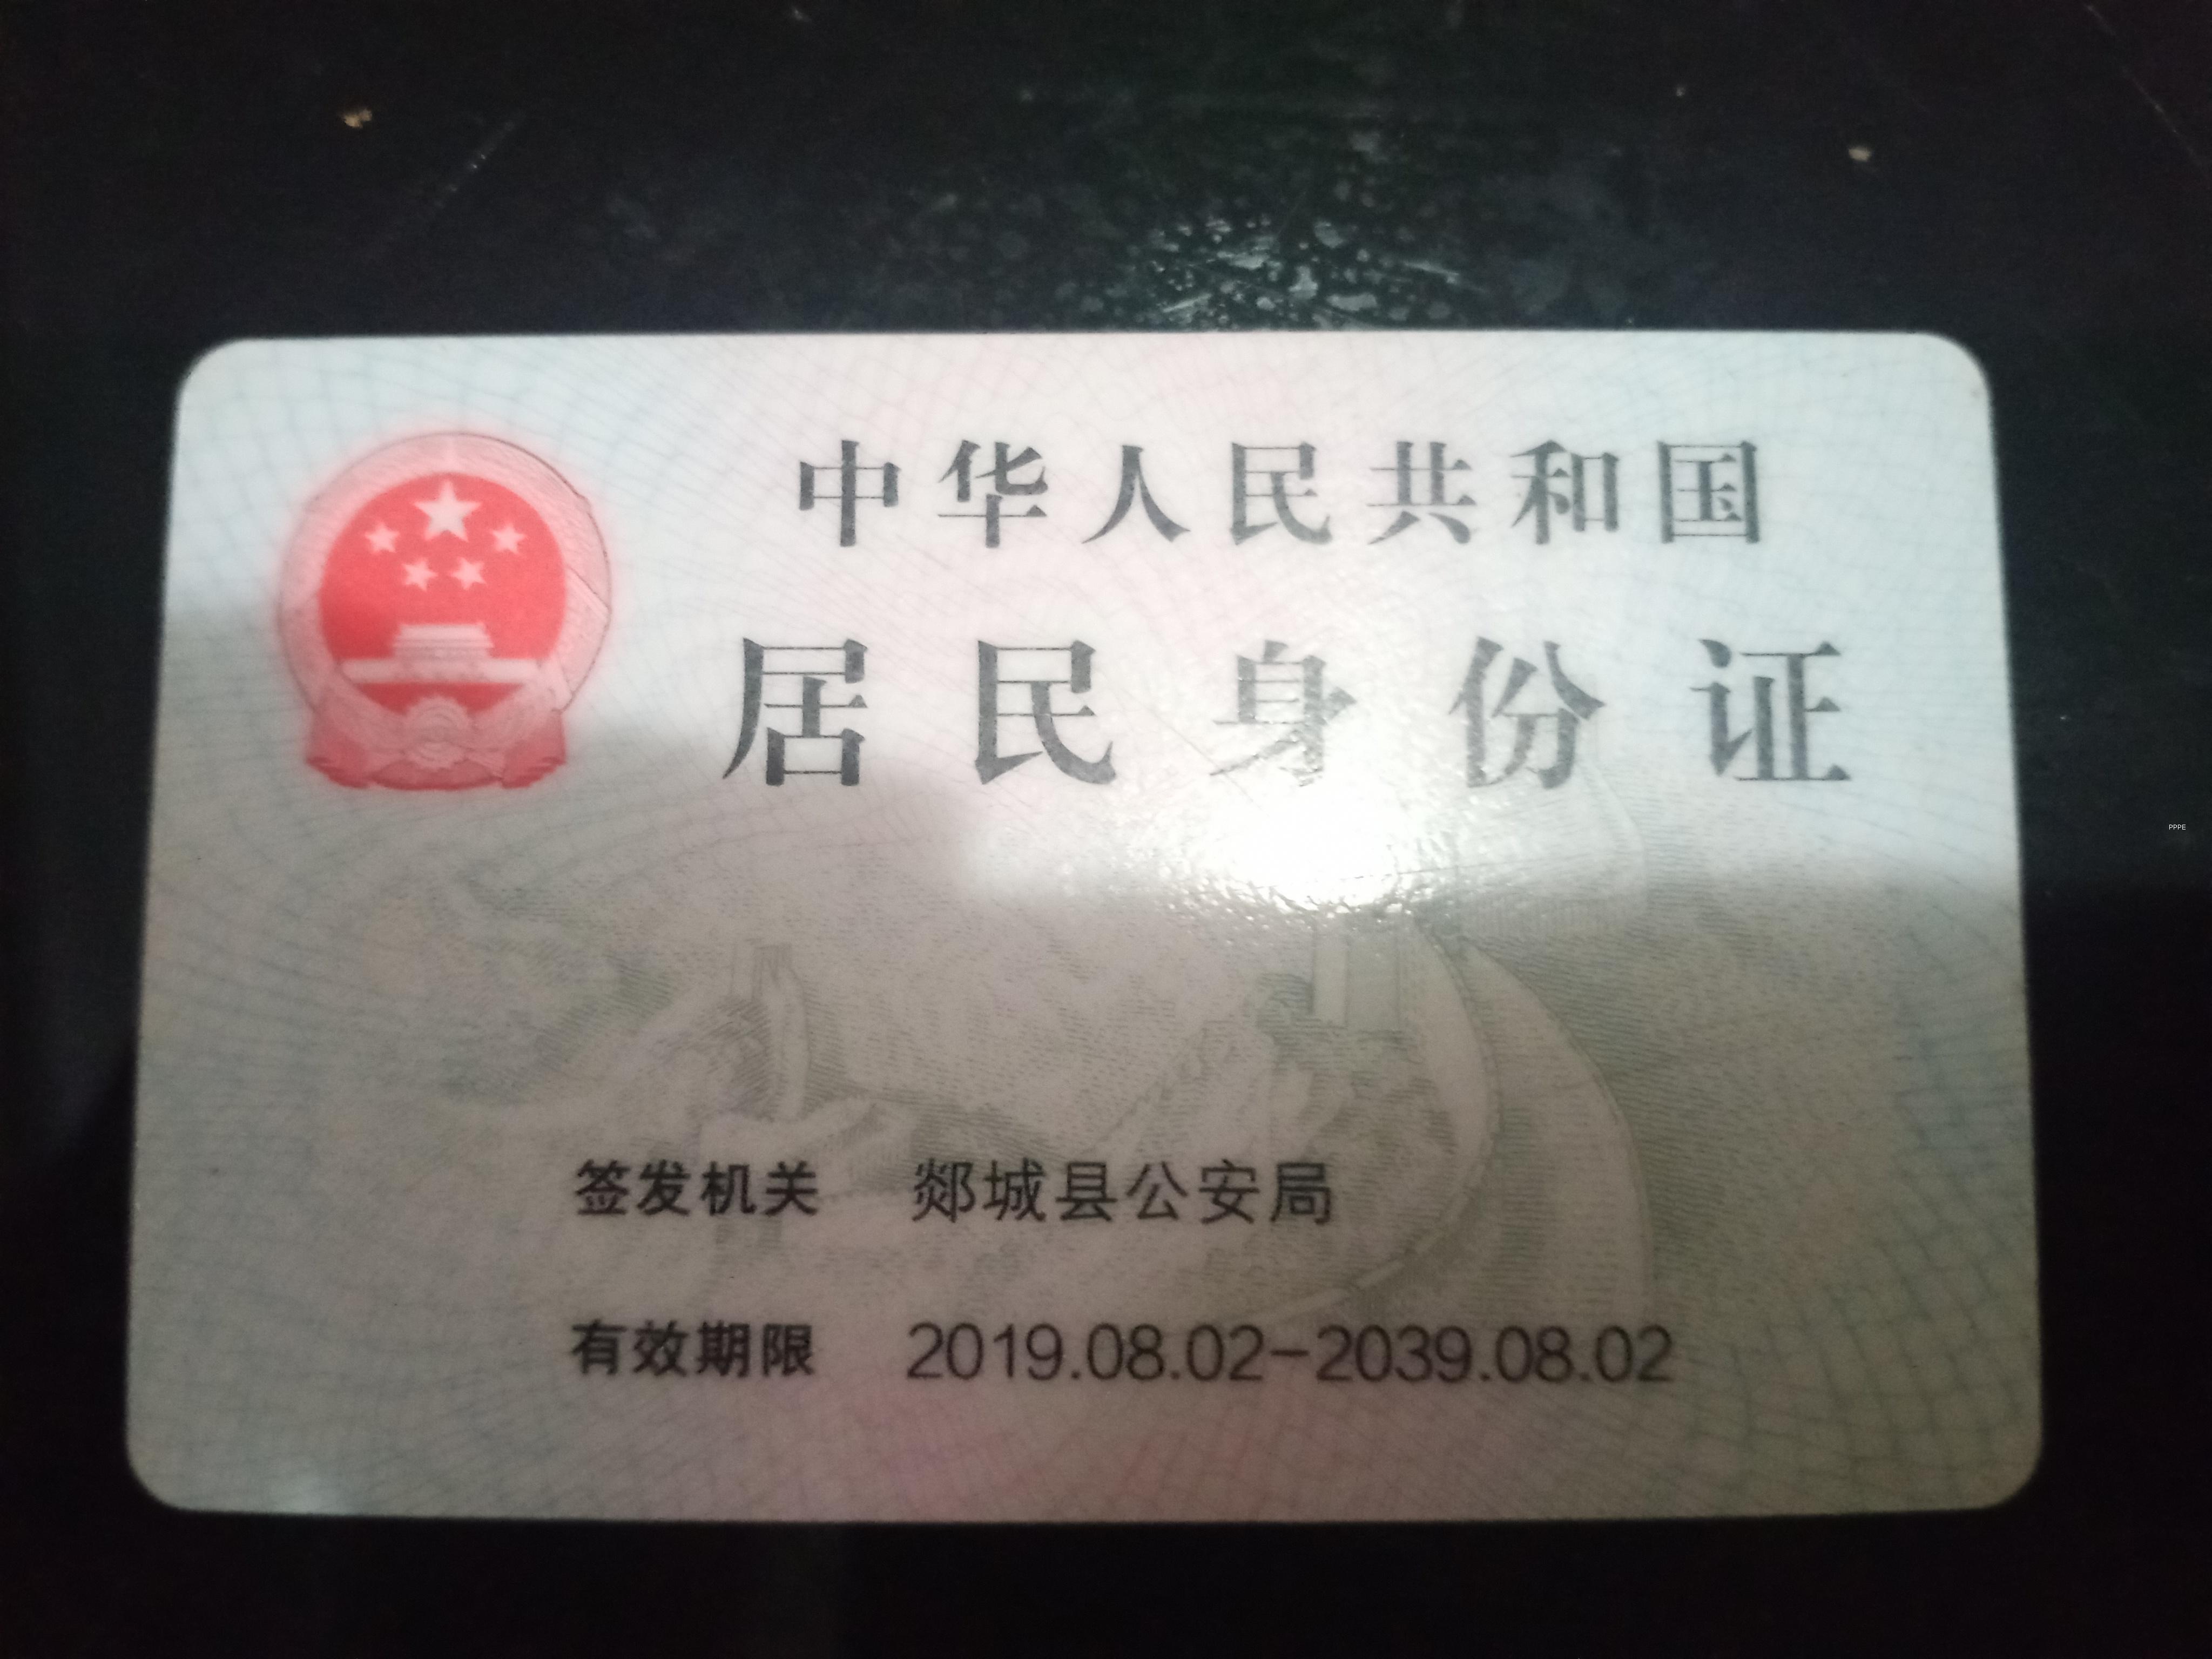 中华人民共和国
居民身份证
签发机关 郯城县公安局
有效期限 2019.08.02-2039.08.02
PPPE